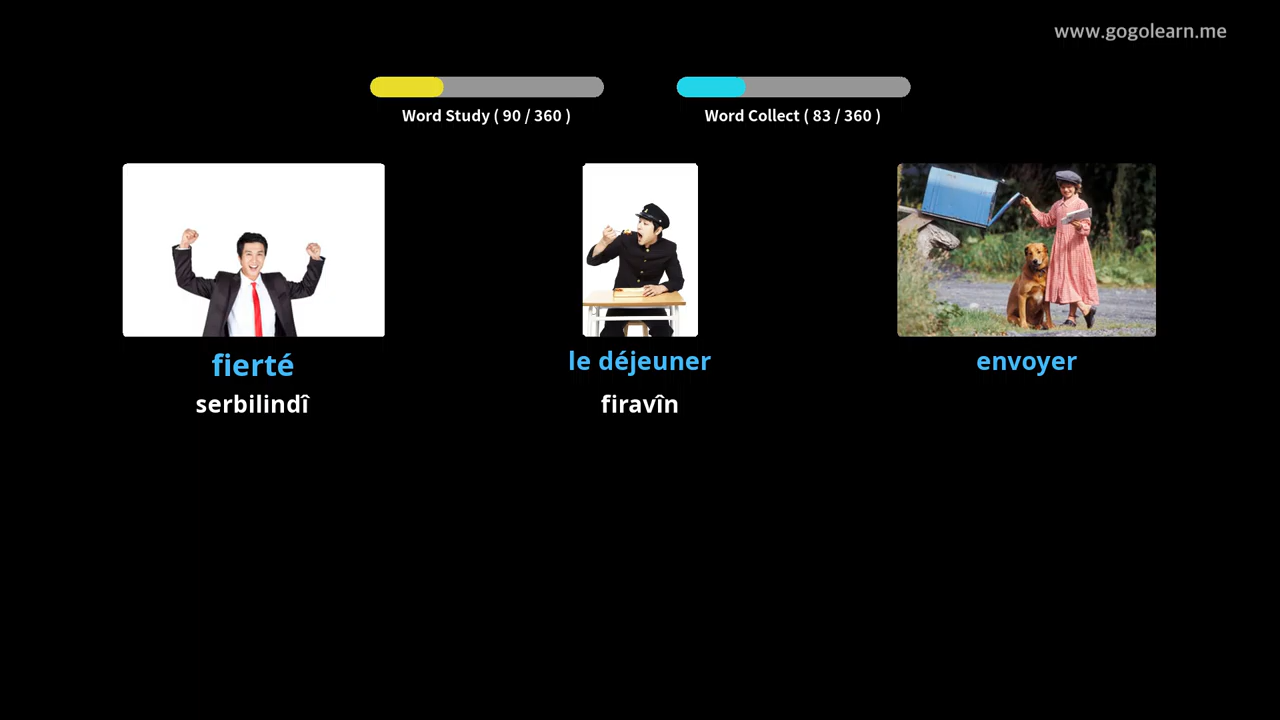 www.gogolearn.me
Word Study ( 90 / 360 )
Word Collect ( 83 / 360 )
fierté
le déjeuner
envoyer
serbilindî
firavîn